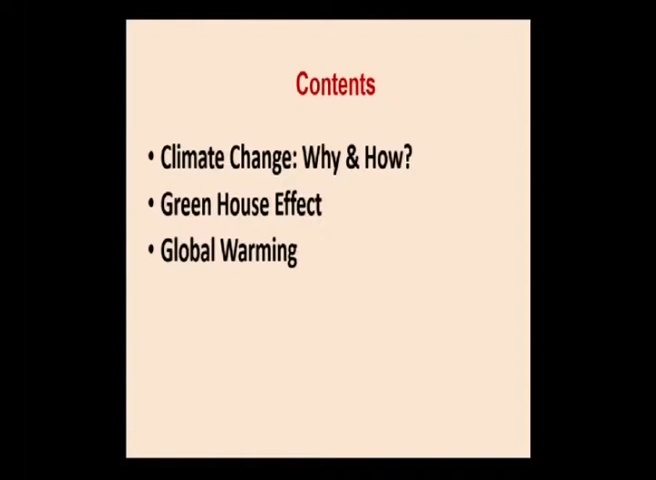 Contents
• Climate Change: Why & How?
• Green House Effect
• Global Warming